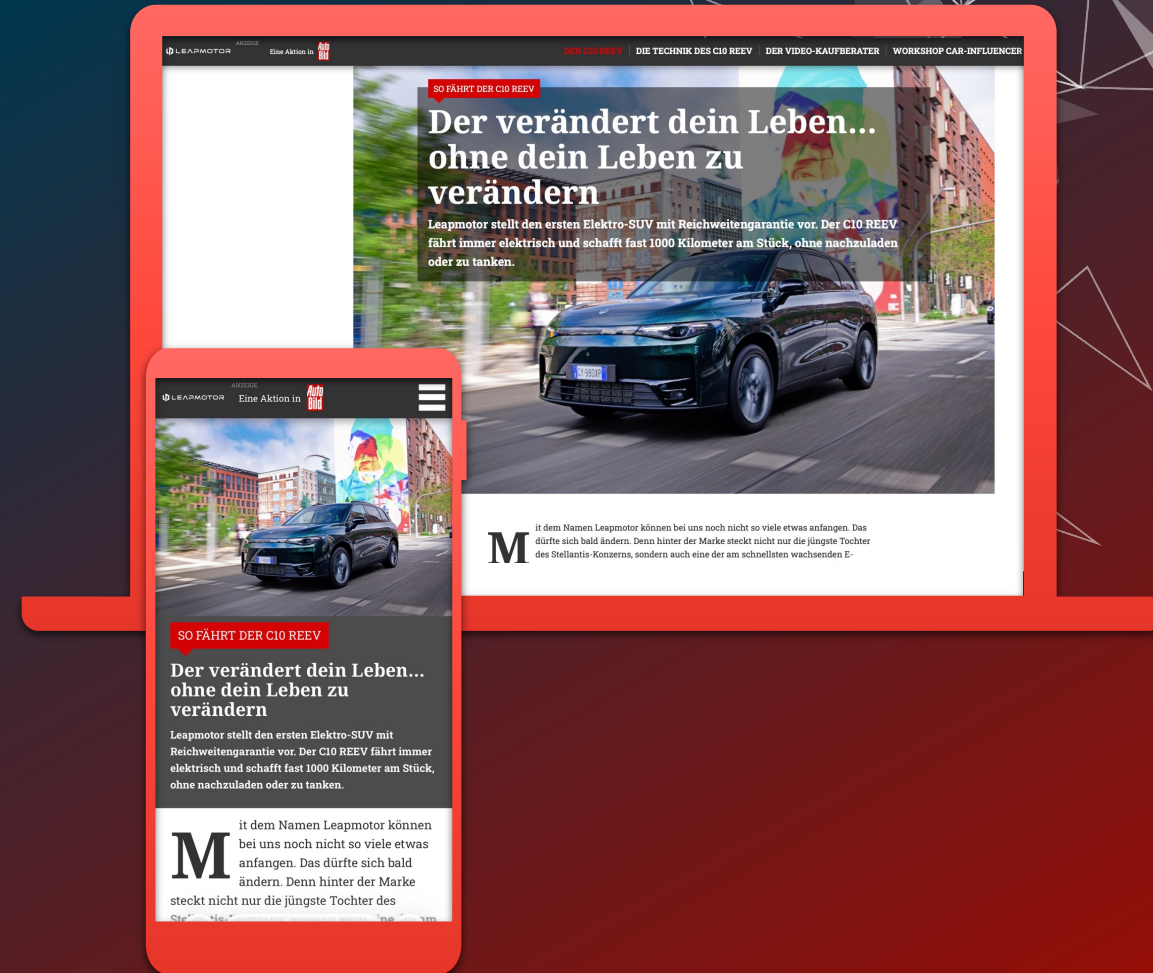 LEAPMOTOR
ANZEIGE
Eine Aktion in
Auto
Bild
DER C10 REEV
DIE TECHNIK DES C10 REEV
DER VIDEO-KAUFBERATER
WORKSHOP CAR-INFLUENCER
SO FÄHRT DER C10 REEV
Der verändert dein Leben...
ohne dein Leben zu
verändern
Leapmotor stellt den ersten Elektro-SUV mit Reichweitengarantie vor. Der C10 REEV
fährt immer elektrisch und schafft fast 1000 Kilometer am Stück, ohne nachzuladen
oder zu tanken.
Mit dem Namen Leapmotor können bei uns noch nicht so viele etwas anfangen. Das
dürfte sich bald ändern. Denn hinter der Marke steckt nicht nur die jüngste Tochter
des Stellantis-Konzerns, sondern auch eine der am schnellsten wachsenden E-
LEAPMOTOR
ANZEIGE
Eine Aktion in
Auto
Bild
SO FÄHRT DER C10 REEV
Der verändert dein Leben...
ohne dein Leben zu
verändern
Leapmotor stellt den ersten Elektro-SUV mit
Reichweitengarantie vor. Der C10 REEV fährt immer
elektrisch und schafft fast 1000 Kilometer am Stück,
ohne nachzuladen oder zu tanken.
Mit dem Namen Leapmotor können
bei uns noch nicht so viele etwas
anfangen. Das dürfte sich bald
ändern. Denn hinter der Marke
steckt nicht nur die jüngste Tochter des